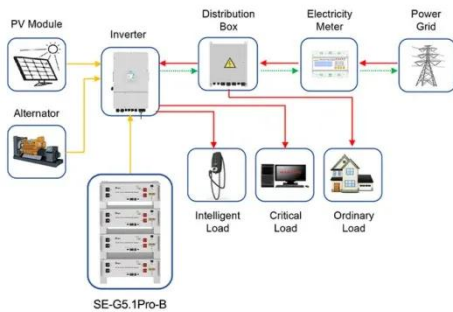 PV Module
Inverter
Distribution
Box
Electricity
Meter
Power
Grid
Alternator
Intelligent
Load
Critical
Load
Ordinary
Load
SE-G5.1Pro-B